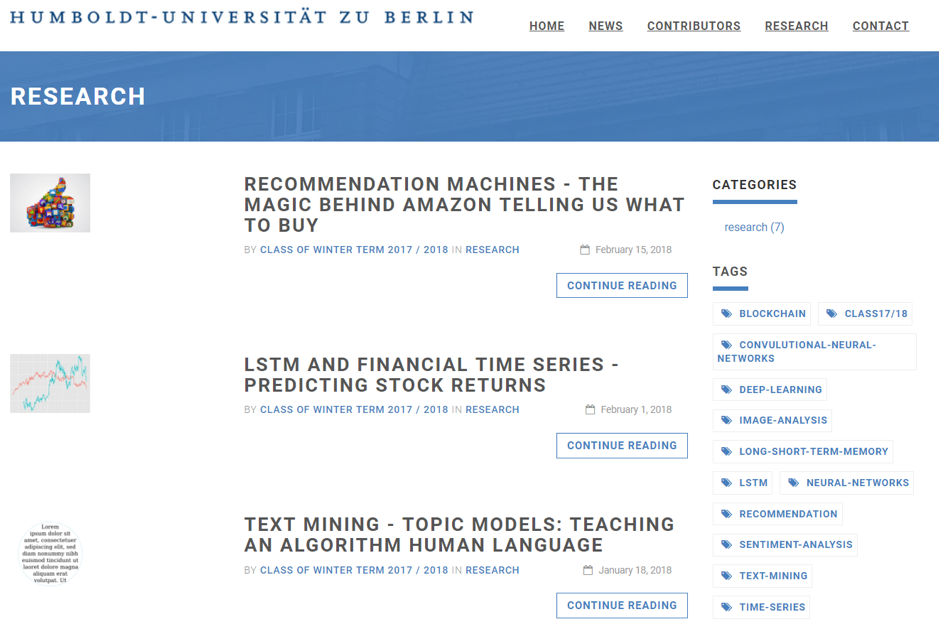 HUMBOLDT-UNIVERSITÄT ZU BERLIN
HOME NEWS CONTRIBUTORS RESEARCH CONTACT
RESEARCH
RECOMMENDATION MACHINES - THE
MAGIC BEHIND AMAZON TELLING US WHAT
TO BUY
BY CLASS OF WINTER TERM 2017 / 2018 IN RESEARCH
February 15, 2018
CONTINUE READING
LSTM AND FINANCIAL TIME SERIES -
PREDICTING STOCK RETURNS
BY CLASS OF WINTER TERM 2017 / 2018 IN RESEARCH
February 1, 2018
CONTINUE READING
Lorem
ipsum dolor sit
amet, consectetuer
adipiscing elit, sed
diam nonummy nibh
euismod tincidunt ut
laoret dolore magna
aliquam erat
volutpat. Ut
TEXT MINING - TOPIC MODELS: TEACHING
AN ALGORITHM HUMAN LANGUAGE
BY CLASS OF WINTER TERM 2017 / 2018 IN RESEARCH
January 18, 2018
CONTINUE READING
CATEGORIES
research (7)
TAGS
BLOCKCHAIN CLASS17/18
CONVULUTIONAL-NEURAL-
NETWORKS
DEEP-LEARNING
IMAGE-ANALYSIS
LONG-SHORT-TERM-MEMORY
LSTM NEURAL-NETWORKS
RECOMMENDATION
SENTIMENT-ANALYSIS
TEXT-MINING
TIME-SERIES